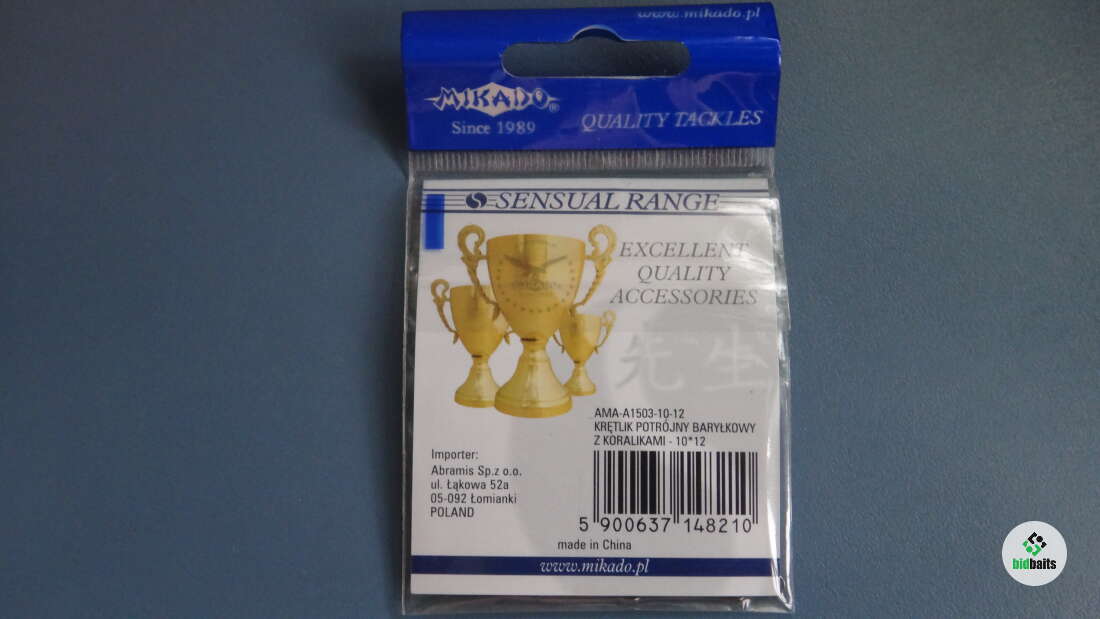 www.mikado.pl
MIKADO®
Since 1989
QUALITY TACKLES
SENSUAL RANGE
EXCELLENT
QUALITY
ACCESSORIES
MIKADO
先生
AMA-A1503-10-12
KRĘTLIK POTRÓJNY BARYŁKOWY
Z KORALIKAMI - 10*12
Importer:
Abramis Sp.z o.o.
ul. Łąkowa 52a
05-092 Łomianki
POLAND
5 900637 148210
made in China
www.mikado.pl
bidbaits